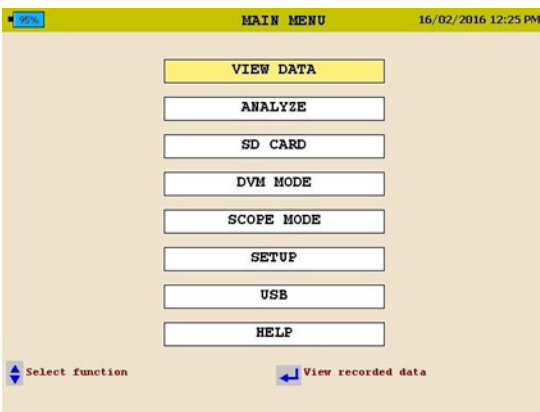 95% MAIN MENU 16/02/2016 12:25 PM
VIEW DATA
ANALYZE
SD CARD
DVM MODE
SCOPE MODE
SETUP
USB
HELP
Select function View recorded data